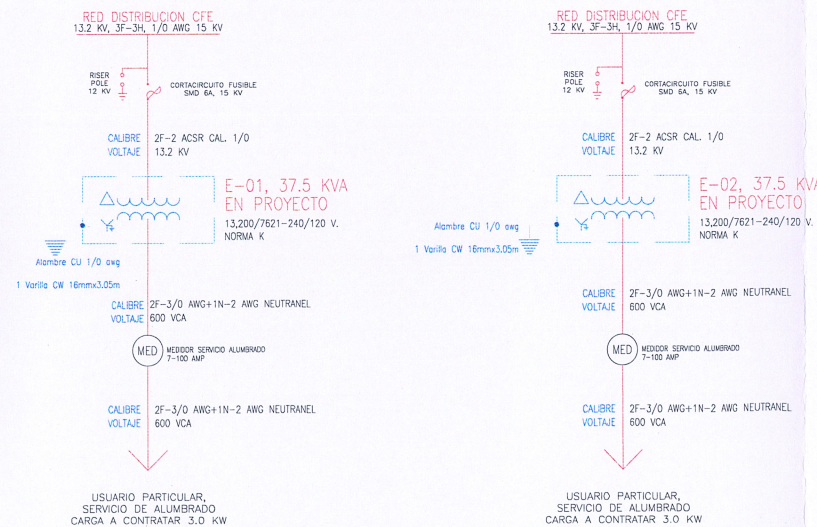 RED DISTRIBUCION CFE
13.2 KV, 3F-3H, 1/0 AWG 15 KV
RISER
POLE
12 KV
CORTACIRCUITO FUSIBLE
SMD 6A, 15 KV
CALIBRE 2F-2 ACSR CAL. 1/0
VOLTAJE 13.2 KV
E-01, 37.5 KVA
EN PROYECTO
13,200/7621-240/120 V.
NORMA K
Alambre CU 1/0 awg
1 Varilla CW 16mmx3.05m
CALIBRE 2F-3/0 AWG+1N-2 AWG NEUTRANEL
VOLTAJE 600 VCA
MED
MEDIDOR SERVICIO ALUMBRADO
7-100 AMP
CALIBRE 2F-3/0 AWG+1N-2 AWG NEUTRANEL
VOLTAJE 600 VCA
USUARIO PARTICULAR,
SERVICIO DE ALUMBRADO
CARGA A CONTRATAR 3.0 KW
RED DISTRIBUCION CFE
13.2 KV, 3F-3H, 1/0 AWG 15 KV
RISER
POLE
12 KV
CORTACIRCUITO FUSIBLE
SMD 6A, 15 KV
CALIBRE 2F-2 ACSR CAL. 1/0
VOLTAJE 13.2 KV
E-02, 37.5 KVA
EN PROYECTO
13,200/7621-240/120 V.
NORMA K
Alambre CU 1/0 awg
1 Varilla CW 16mmx3.05m
CALIBRE 2F-3/0 AWG+1N-2 AWG NEUTRANEL
VOLTAJE 600 VCA
MED
MEDIDOR SERVICIO ALUMBRADO
7-100 AMP
CALIBRE 2F-3/0 AWG+1N-2 AWG NEUTRANEL
VOLTAJE 600 VCA
USUARIO PARTICULAR,
SERVICIO DE ALUMBRADO
CARGA A CONTRATAR 3.0 KW